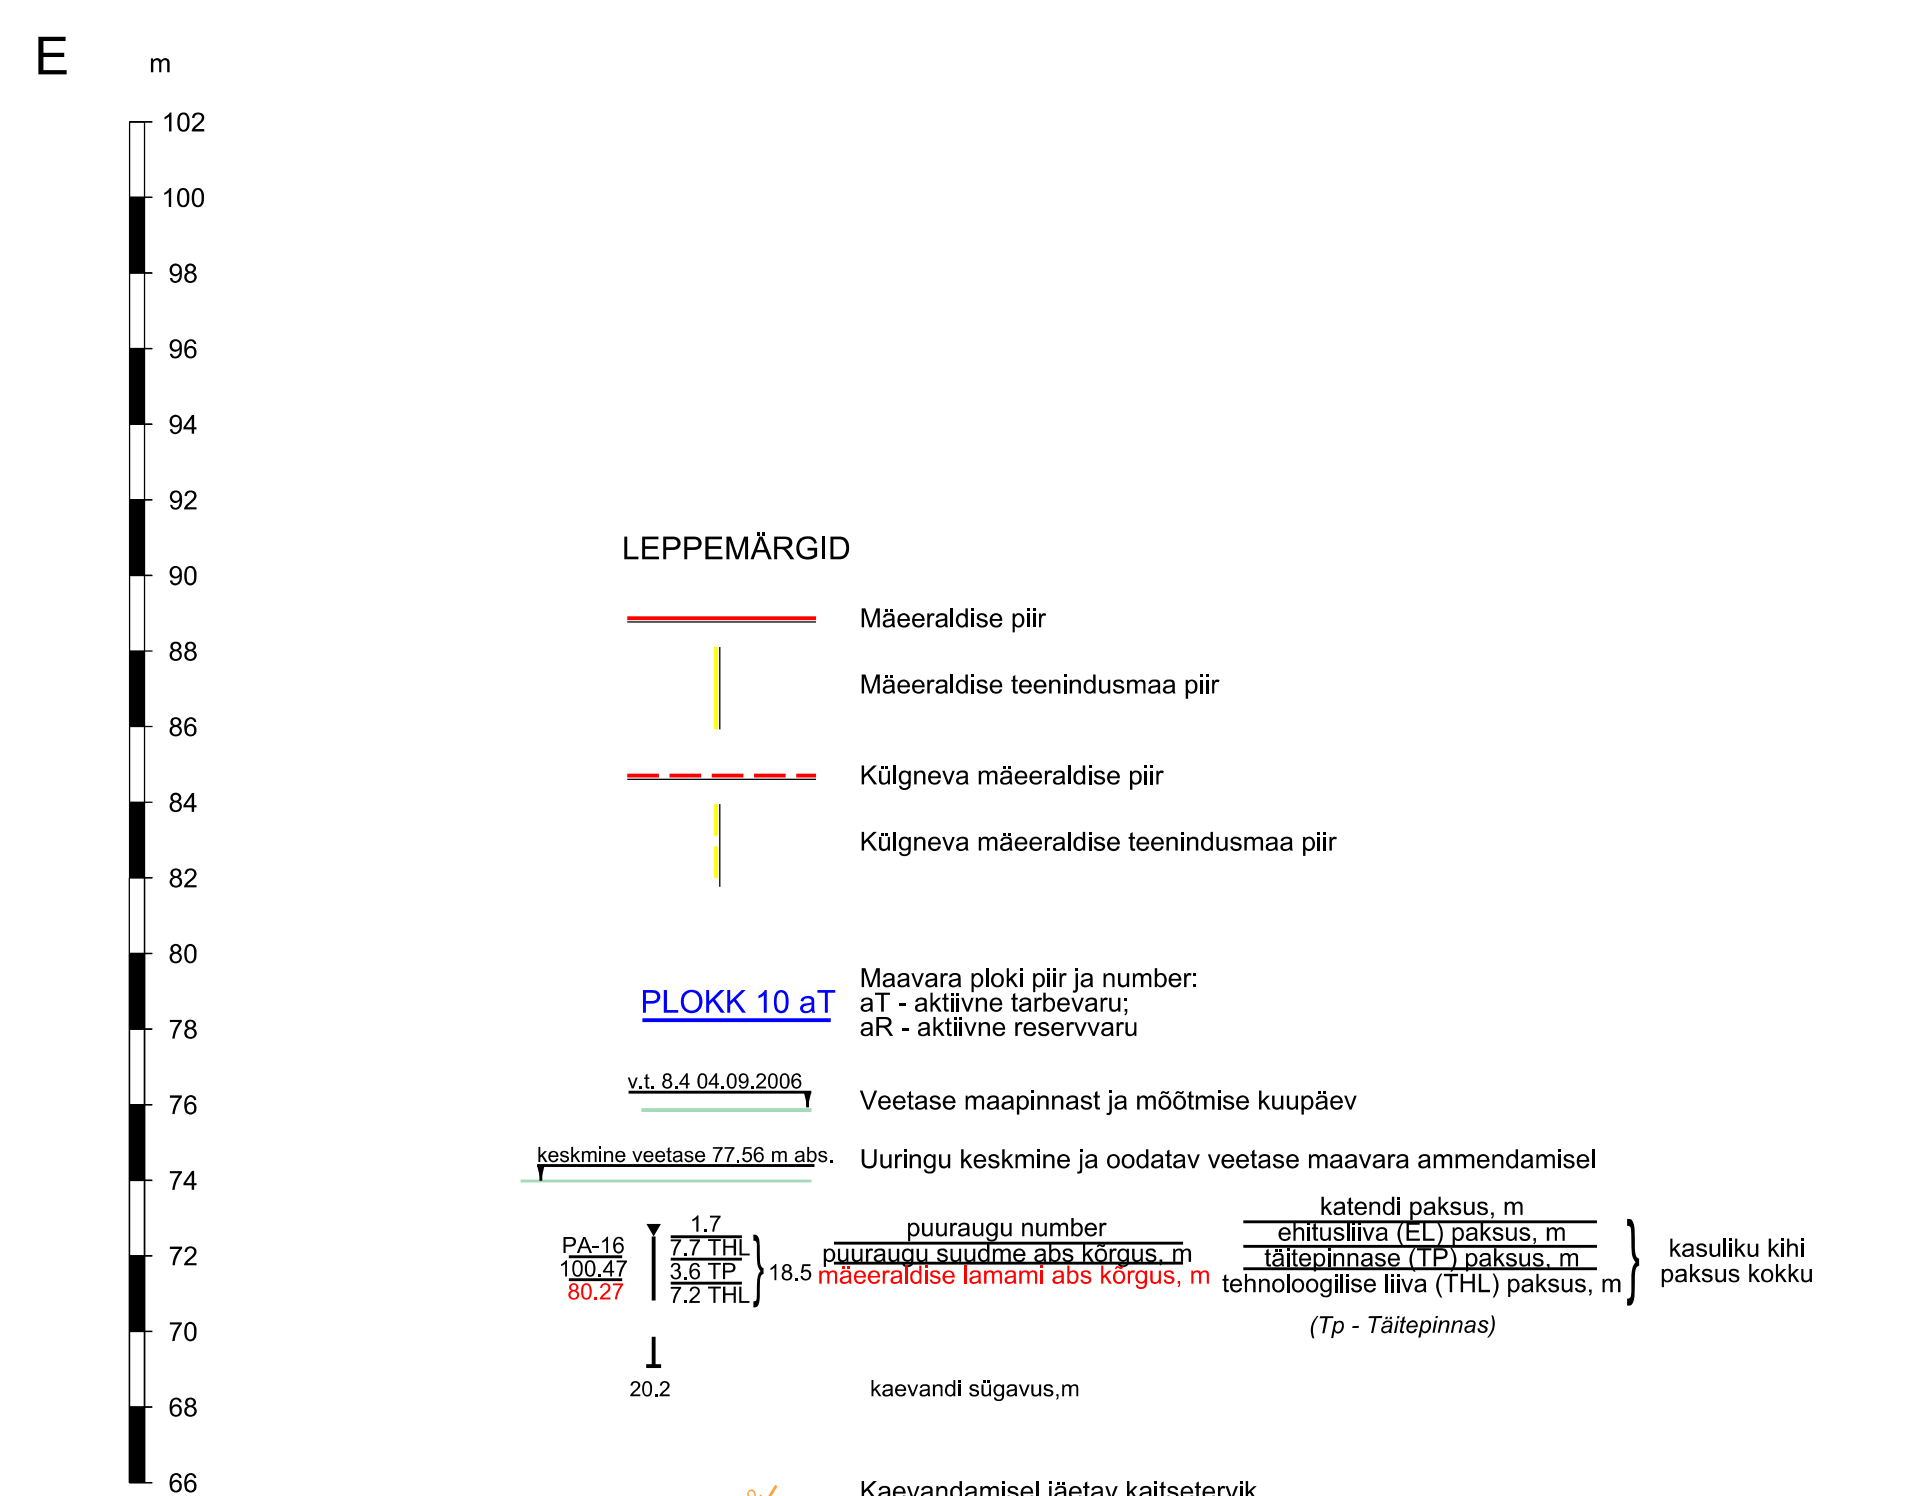 E
m
102
100
98
96
94
92
90
88
86
84
82
80
78
76
74
72
70
68
66
LEPPEMÄRGID
Mäeeraldise piir
Mäeeraldise teenindusmaa piir
Külgneva mäeeraldise piir
Külgneva mäeeraldise teenindusmaa piir
PLOKK 10 aT
Maavara ploki piir ja number:
aT - aktiivne tarbevaru;
aR - aktiivne reservvaru
v.t. 8.4 04.09.2006
Veetase maapinnast ja mõõtmise kuupäev
keskmine veetase 77.56 m abs.
Uuringu keskmine ja oodatav veetase maavara ammendamisel
PA-16
100.47
80.27
1.7
7.7 THL
3.6 TP
7.2 THL
18.5
puuraugu number
puuraugu suudme abs kõrgus, m
mäeeraldise lamami abs kõrgus, m
katendi paksus, m
ehitusliiva (EL) paksus, m
täitepinnase (TP) paksus, m
tehnoloogilise liiva (THL) paksus, m
kasuliku kihi
paksus kokku
(Tp - Täitepinnas)
20.2
kaevandi sügavus,m
Kaevandamisel jäetav kaitsetervik